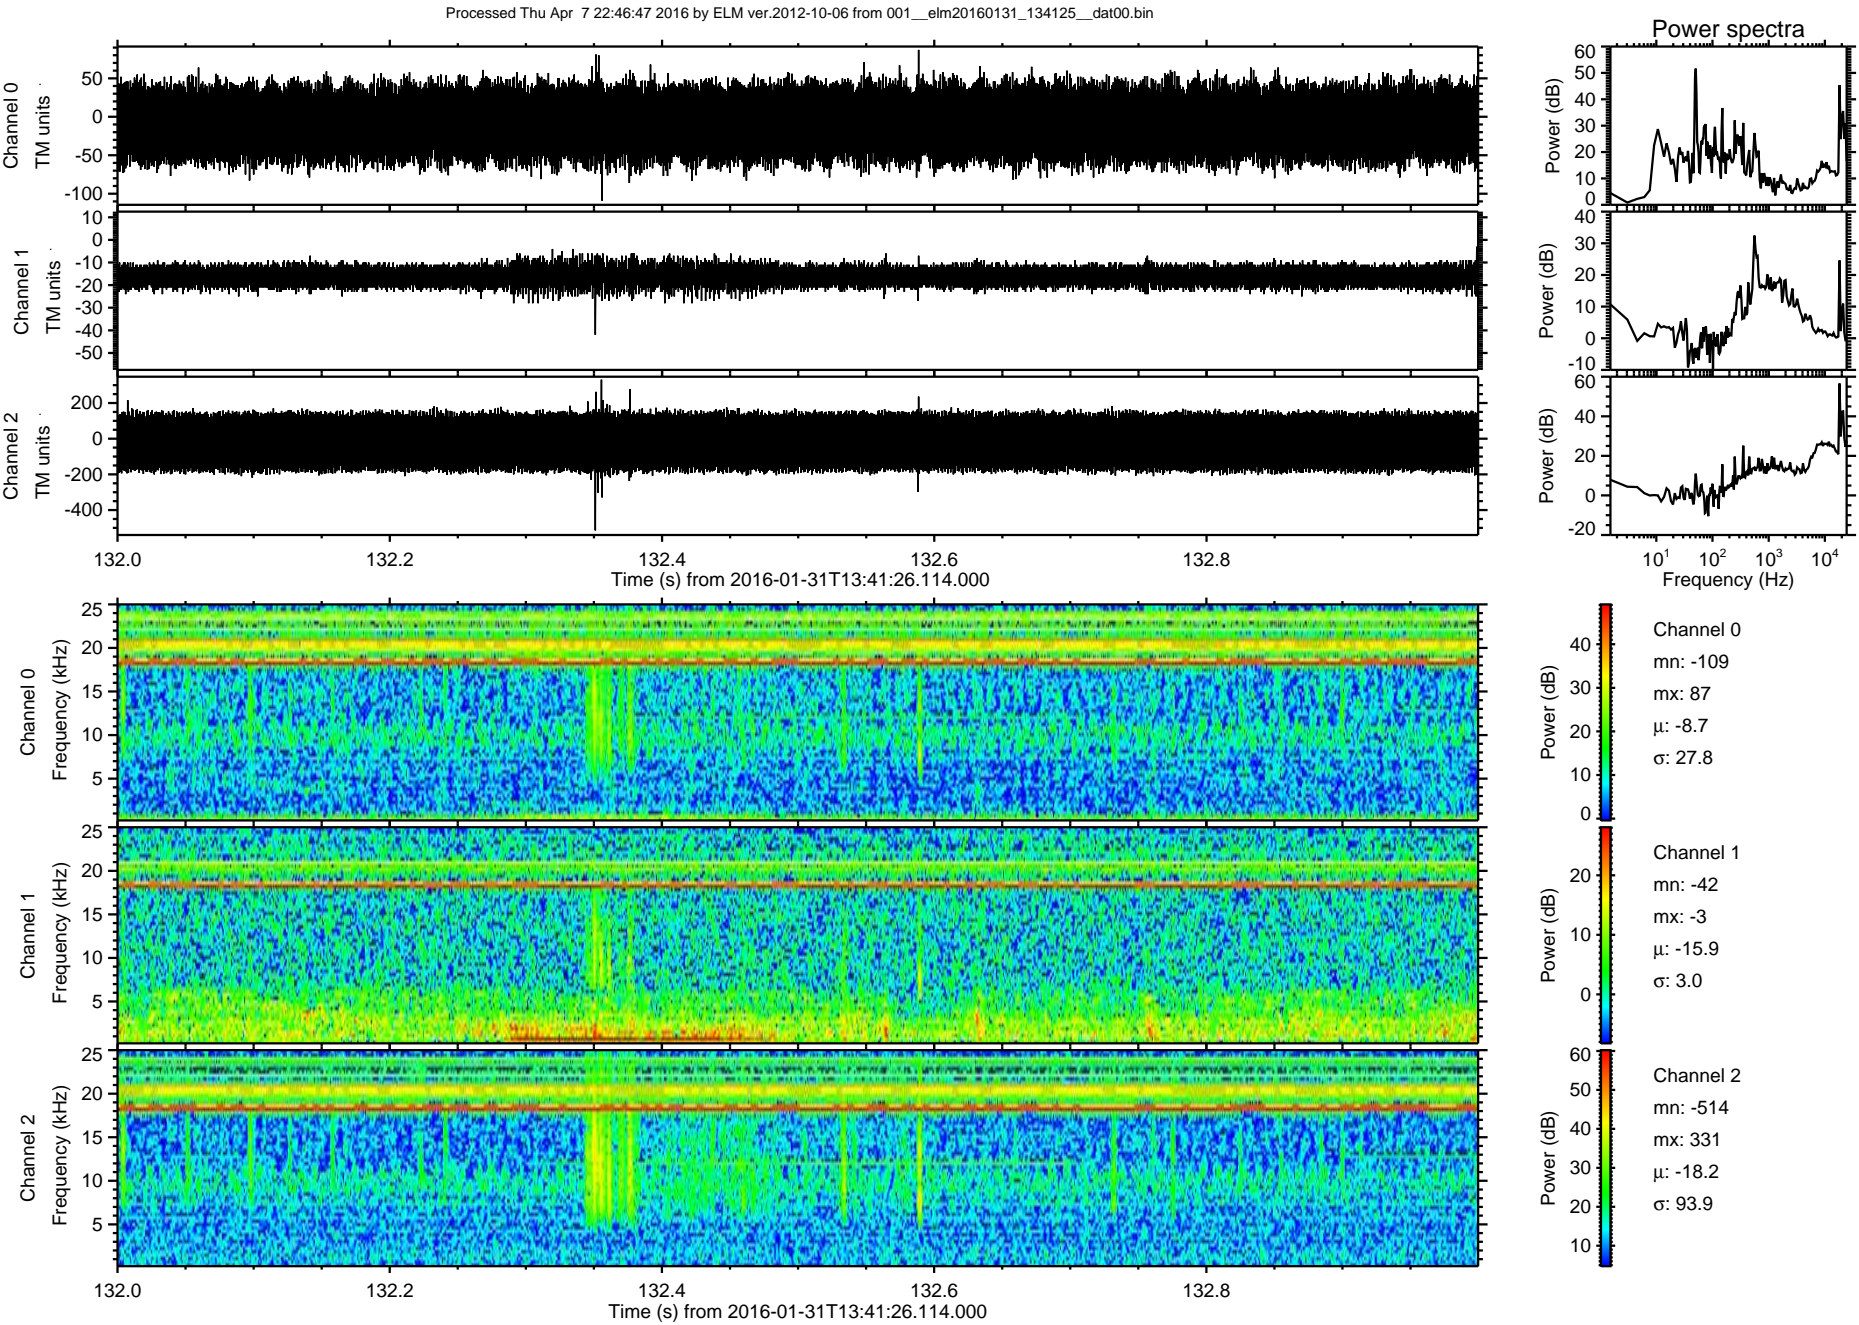 Processed Thu Apr  7 22:46:47 2016 by ELM ver.2012-10-06 from 001__elm20160131_134125__dat00.bin
Power spectra
Channel 0
TM units
50
0
-50
-100
Power (dB)
60
50
40
30
20
10
0
Channel 1
TM units
10
0
-10
-20
-30
-40
-50
Power (dB)
40
30
20
10
0
-10
Channel 2
TM units
200
0
-200
-400
Power (dB)
60
40
20
0
-20
132.0 132.2 132.4 132.6 132.8
Time (s) from 2016-01-31T13:41:26.114.000
10¹ 10² 10³ 10⁴
Frequency (Hz)
Channel 0
Frequency (kHz)
25
20
15
10
5
Power (dB)
40
30
20
10
0
Channel 0
mn: -109
mx: 87
µ: -8.7
σ: 27.8
Channel 1
Frequency (kHz)
25
20
15
10
5
Power (dB)
20
10
0
Channel 1
mn: -42
mx: -3
µ: -15.9
σ: 3.0
Channel 2
Frequency (kHz)
25
20
15
10
5
Power (dB)
60
50
40
30
20
10
Channel 2
mn: -514
mx: 331
µ: -18.2
σ: 93.9
132.0 132.2 132.4 132.6 132.8
Time (s) from 2016-01-31T13:41:26.114.000